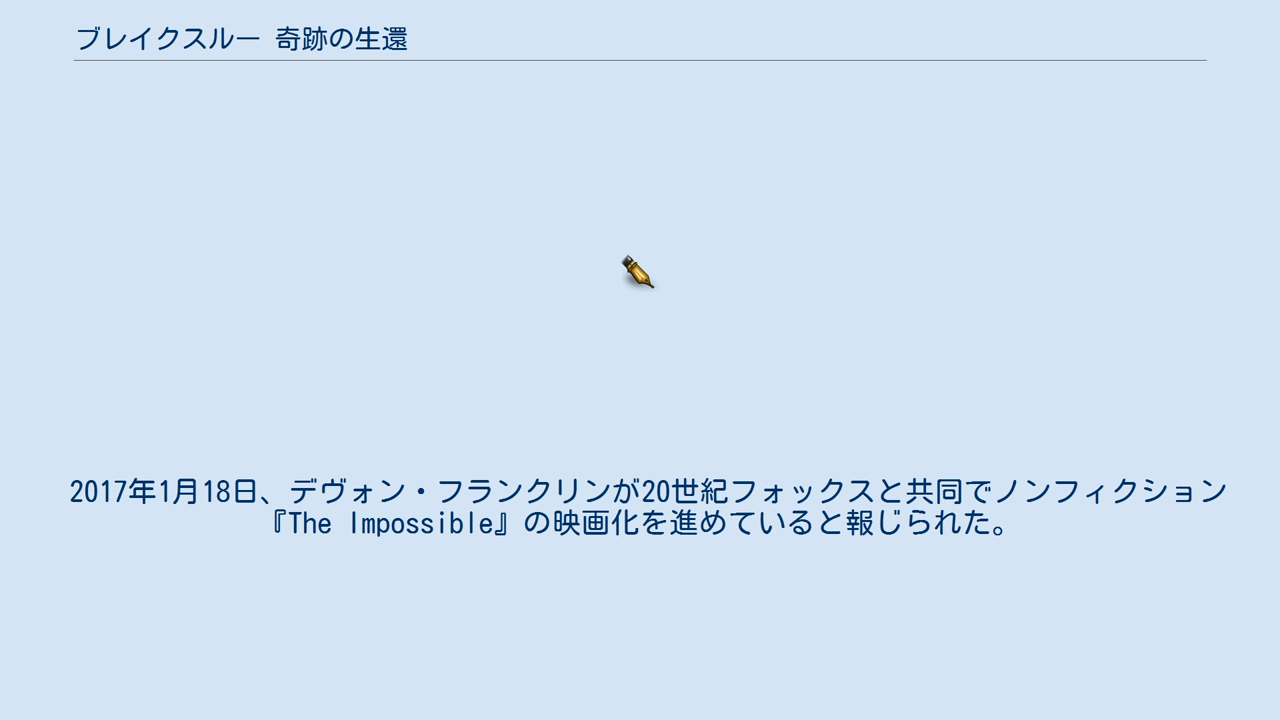 ブレイクスルー 奇跡の生還
2017年1月18日、デヴォン・フランクリンが20世紀フォックスと共同でノンフィクション
『The Impossible』の映画化を進めていると報じられた。